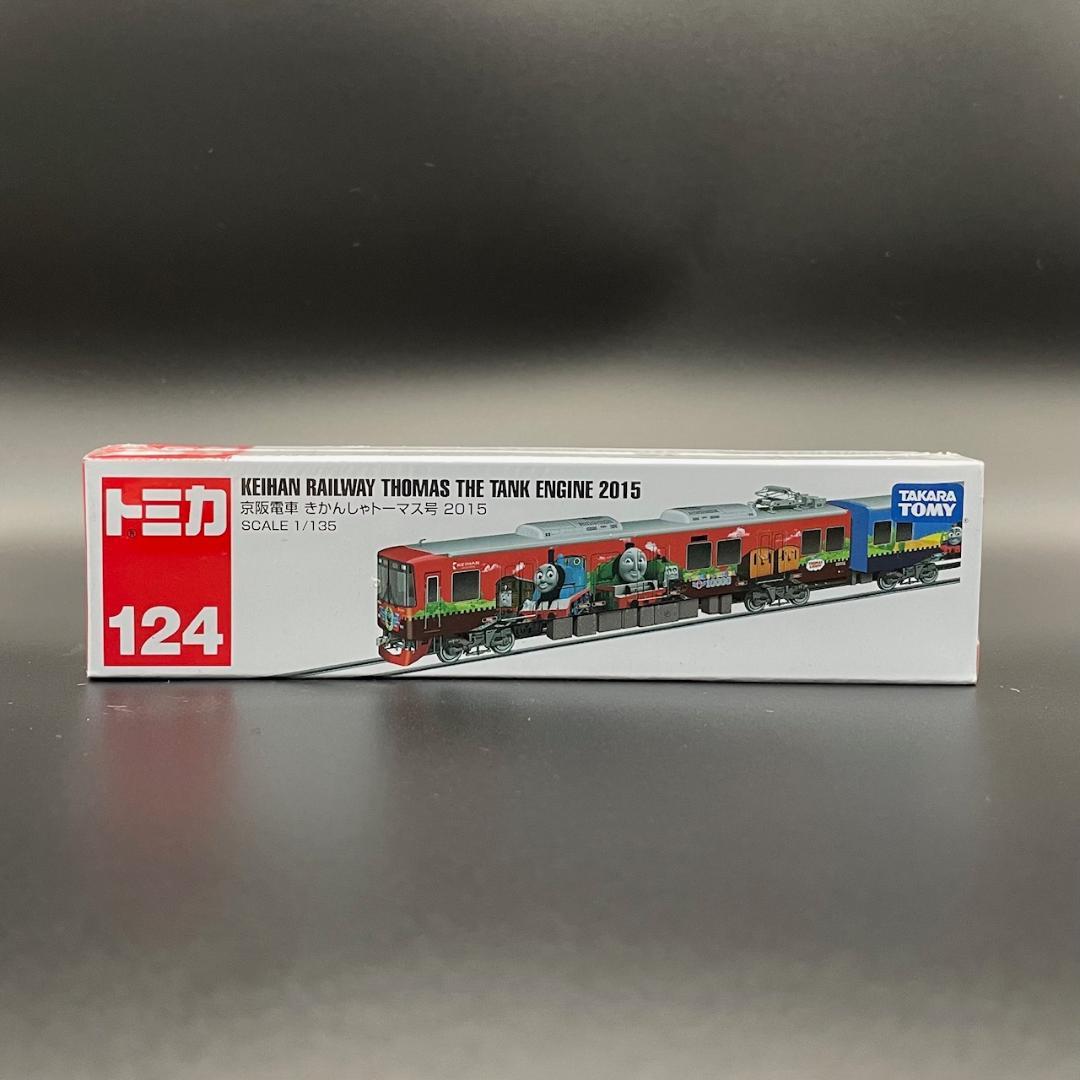 トミカ
124
KEIHAN RAILWAY THOMAS THE TANK ENGINE 2015
京阪電車 きかんしゃトーマス号 2015
SCALE 1/135
TAKARA
TOMY
KEIHAN